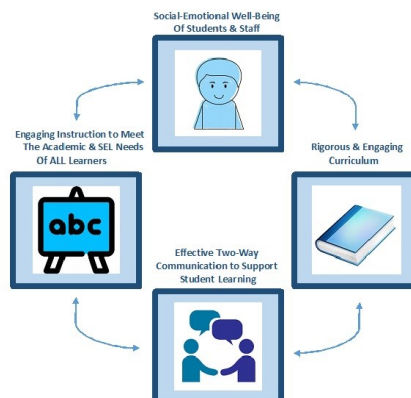 Social-Emotional Well-Being
Of Students & Staff
Engaging Instruction to Meet
The Academic & SEL Needs
Of ALL Learners
Rigorous & Engaging
Curriculum
abc
Effective Two-Way
Communication to Support
Student Learning